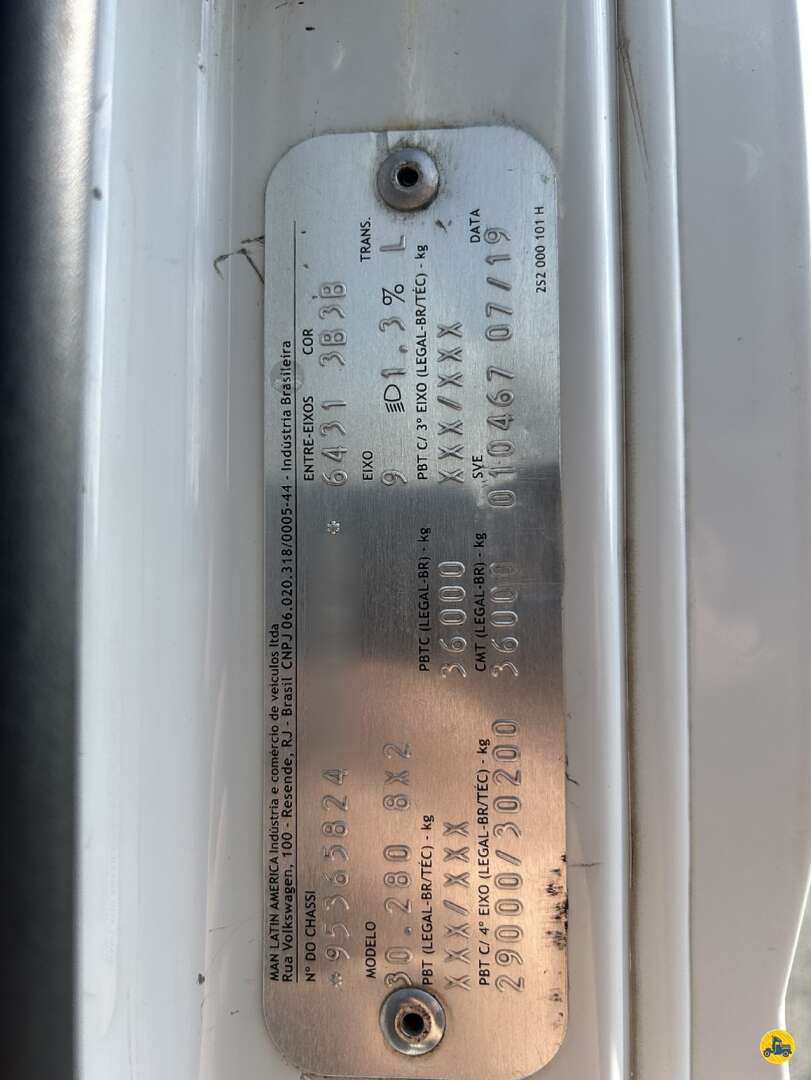 MAN LATIN AMERICA Indústria e comércio de veículos ltda
Rua Volkswagen, 100 - Resende, RJ - Brasil CNPJ 06.020.318/0005-44 - Indústria Brasileira
Nº DO CHASSI ENTRE-EIXOS COR
*95365824 * 6431 3B3B
MODELO EIXO TRANS.
30.280 8X2 9 1.3% L
PBT (LEGAL-BR/TÉC) - kg PBTC (LEGAL-BR) - kg PBT C/ 3º EIXO (LEGAL-BR/TÉC) - kg
XXX/XXX 36000 XXX/XXX
PBT C/ 4º EIXO (LEGAL-BR/TÉC) - kg CMT (LEGAL-BR) - kg SVE DATA
29000/30200 36000 010467 07/19
2S2 000 101 H